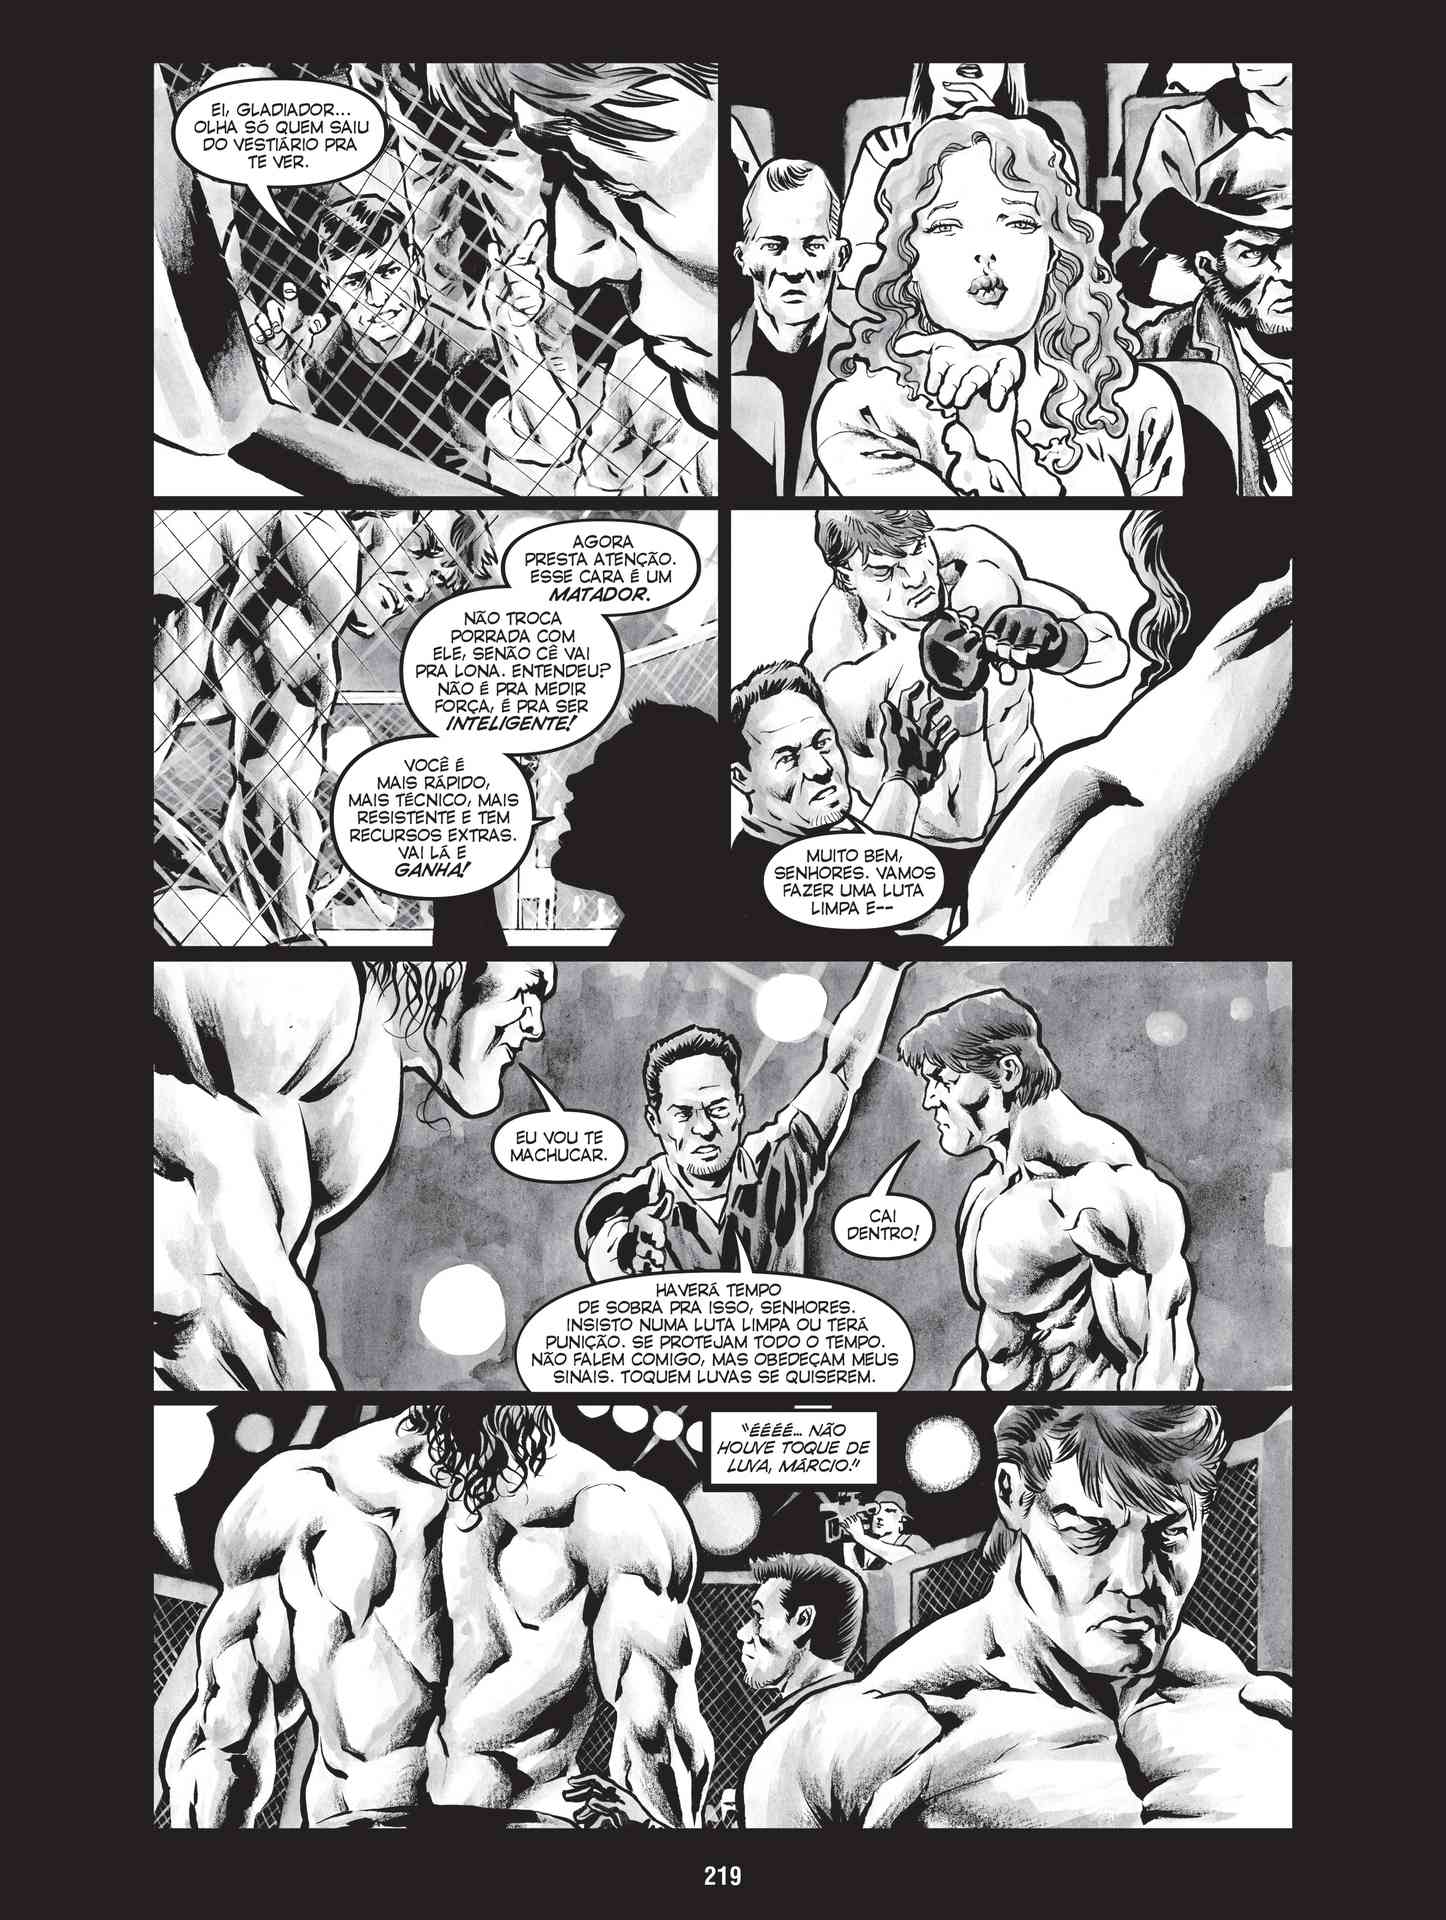 EI, GLADIADOR...
OLHA SÓ QUEM SAIU
DO VESTIÁRIO PRA
TE VER.
AGORA
PRESTA ATENÇÃO.
ESSE CARA É UM
MATADOR.
NÃO TROCA
PORRADA COM
ELE, SENÃO CÊ VAI
PRA LONA. ENTENDEU?
NÃO É PRA MEDIR
FORÇA, É PRA SER
INTELIGENTE!
VOCÊ É
MAIS RÁPIDO,
MAIS TÉCNICO, MAIS
RESISTENTE E TEM
RECURSOS EXTRAS.
VAI LÁ E
GANHA!
MUITO BEM,
SENHORES. VAMOS
FAZER UMA LUTA
LIMPA E--
EU VOU TE
MACHUCAR.
CAI
DENTRO!
HAVERÁ TEMPO
DE SOBRA PRA ISSO, SENHORES.
INSISTO NUMA LUTA LIMPA OU TERÁ
PUNIÇÃO. SE PROTEJAM TODO O TEMPO.
NÃO FALEM COMIGO, MAS OBEDEÇAM MEUS
SINAIS. TOQUEM LUVAS SE QUISEREM.
"ÉÉÉÉ... NÃO
HOUVE TOQUE DE
LUVA, MÁRCIO."
219